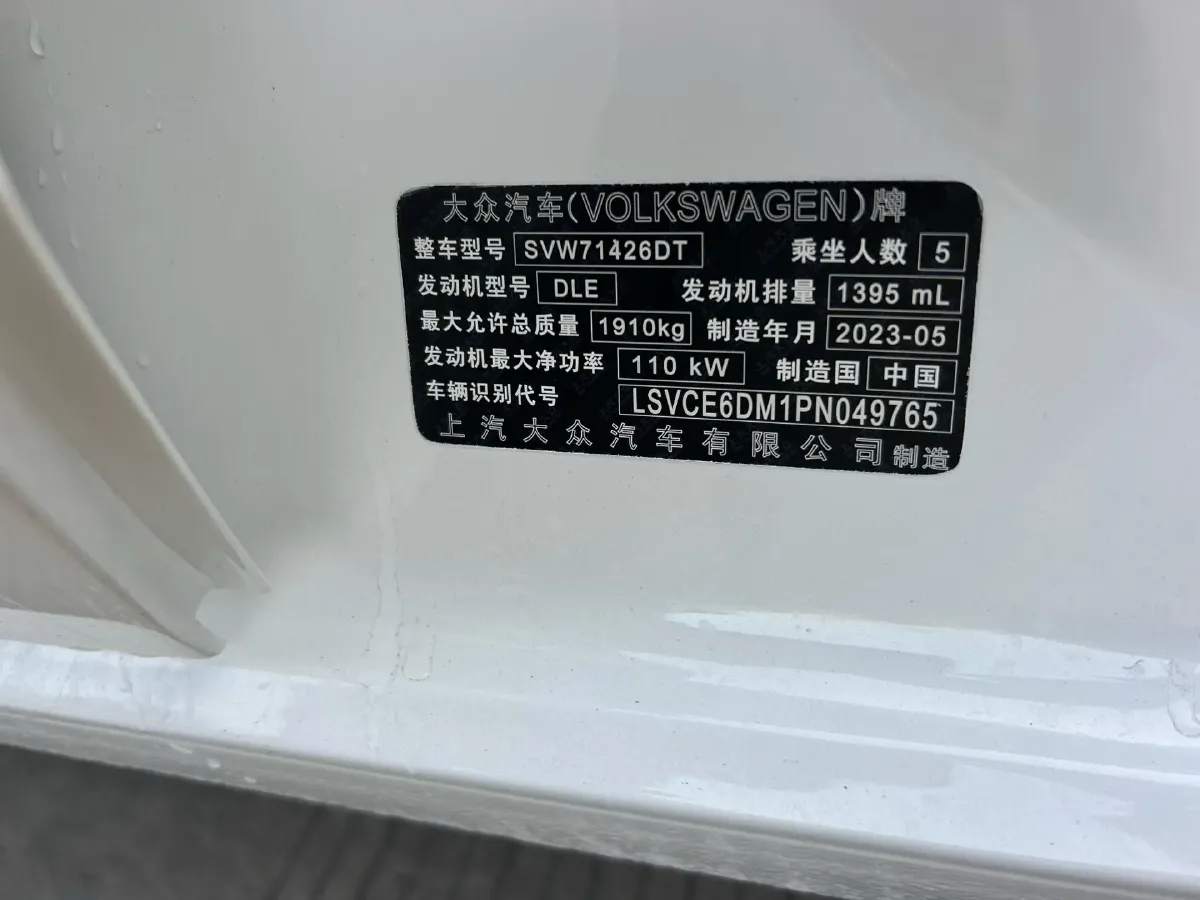 大众汽车(VOLKSWAGEN)牌
整车型号 SVW71426DT 乘坐人数 5
发动机型号 DLE 发动机排量 1395 mL
最大允许总质量 1910kg 制造年月 2023-05
发动机最大净功率 110 kW 制造国 中国
车辆识别代号 LSVCE6DM1PN049765
上汽大众汽车有限公司制造